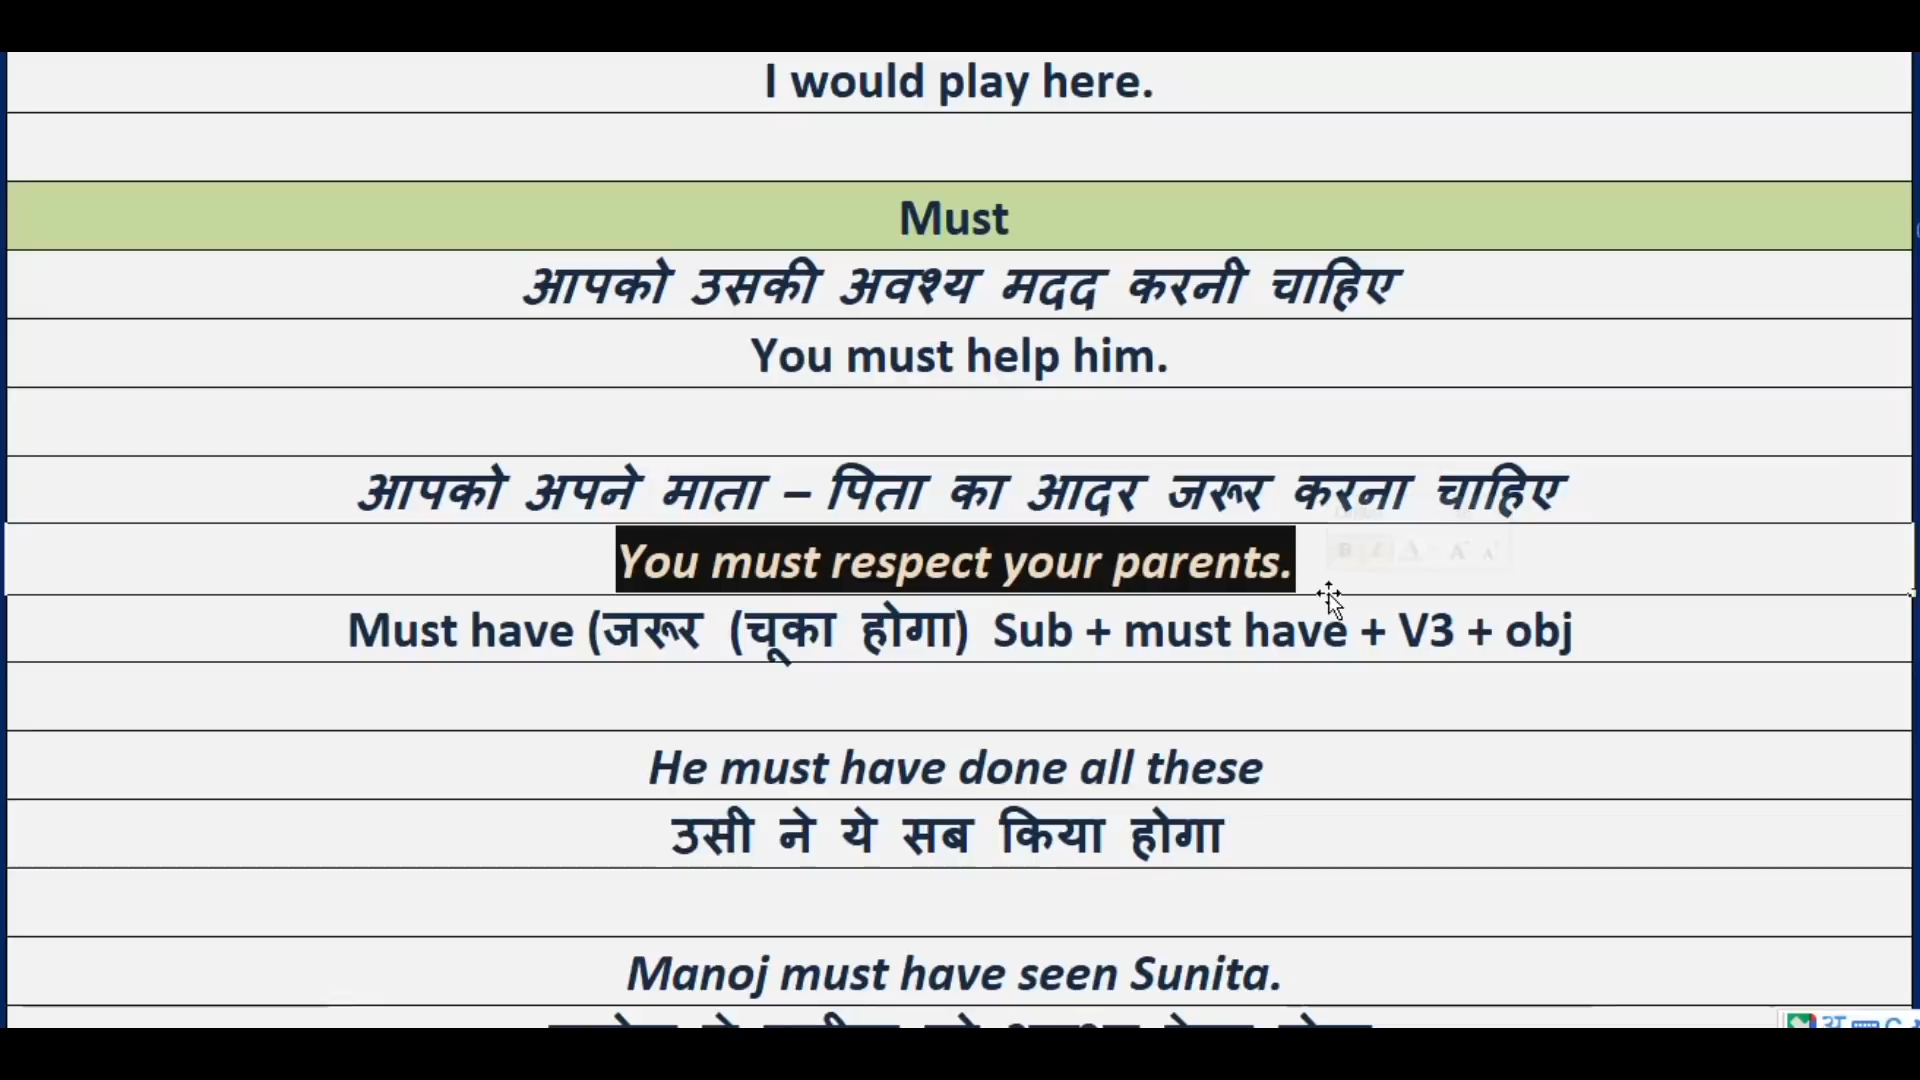 I would play here.
Must
आपको उसकी अवश्य मदद करनी चाहिए
You must help him.
आपको अपने माता – पिता का आदर जरूर करना चाहिए
You must respect your parents.
Must have (जरूर (चूका होगा) Sub + must have + V3 + obj
He must have done all these
उसी ने ये सब किया होगा
Manoj must have seen Sunita.